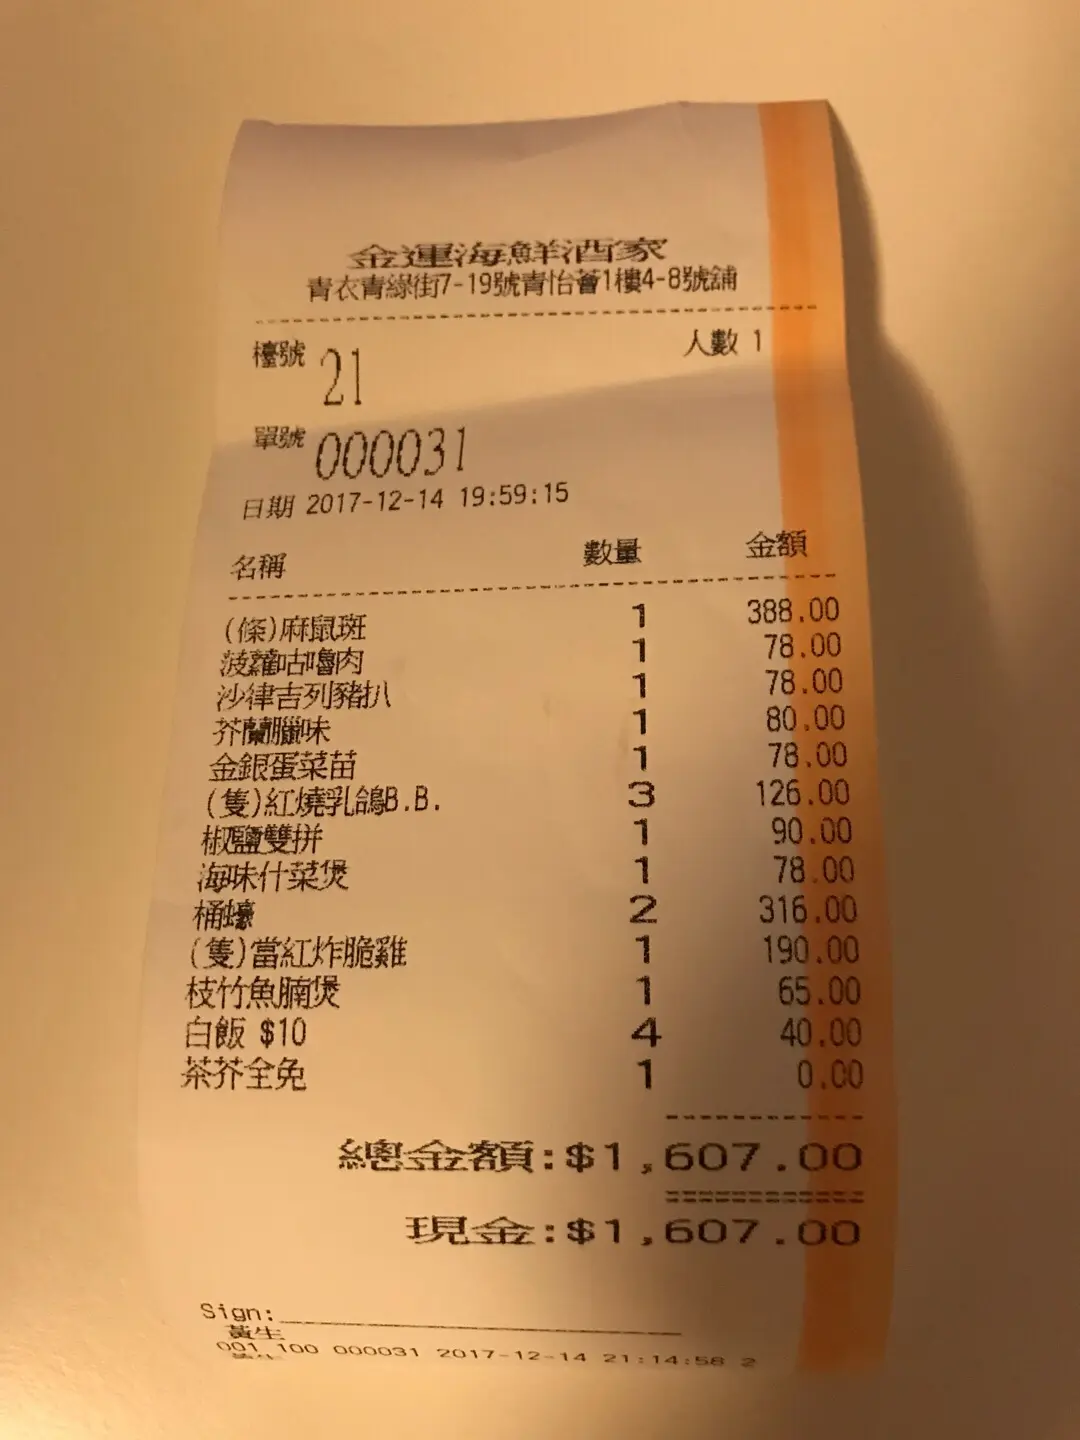 金運海鮮酒家
青衣青綠街7-19號青怡薈1樓4-8號舖
檯號 21 人數 1
單號 000031
日期 2017-12-14 19:59:15
名稱 數量 金額
(條)麻鼠斑 1 388.00
菠蘿咕嚕肉 1 78.00
沙律吉列豬扒 1 78.00
芥蘭臘味 1 80.00
金銀蛋菜苗 1 78.00
(隻)紅燒乳鴿B.B. 3 126.00
椒鹽雙拼 1 90.00
海味什菜煲 1 78.00
桶蠔 2 316.00
(隻)當紅炸脆雞 1 190.00
枝竹魚腩煲 1 65.00
白飯 $10 4 40.00
茶芥全免 1 0.00
總金額:$1,607.00
現金:$1,607.00
Sign:
黃生
001 100 000031 2017-12-14 21:14:58 2